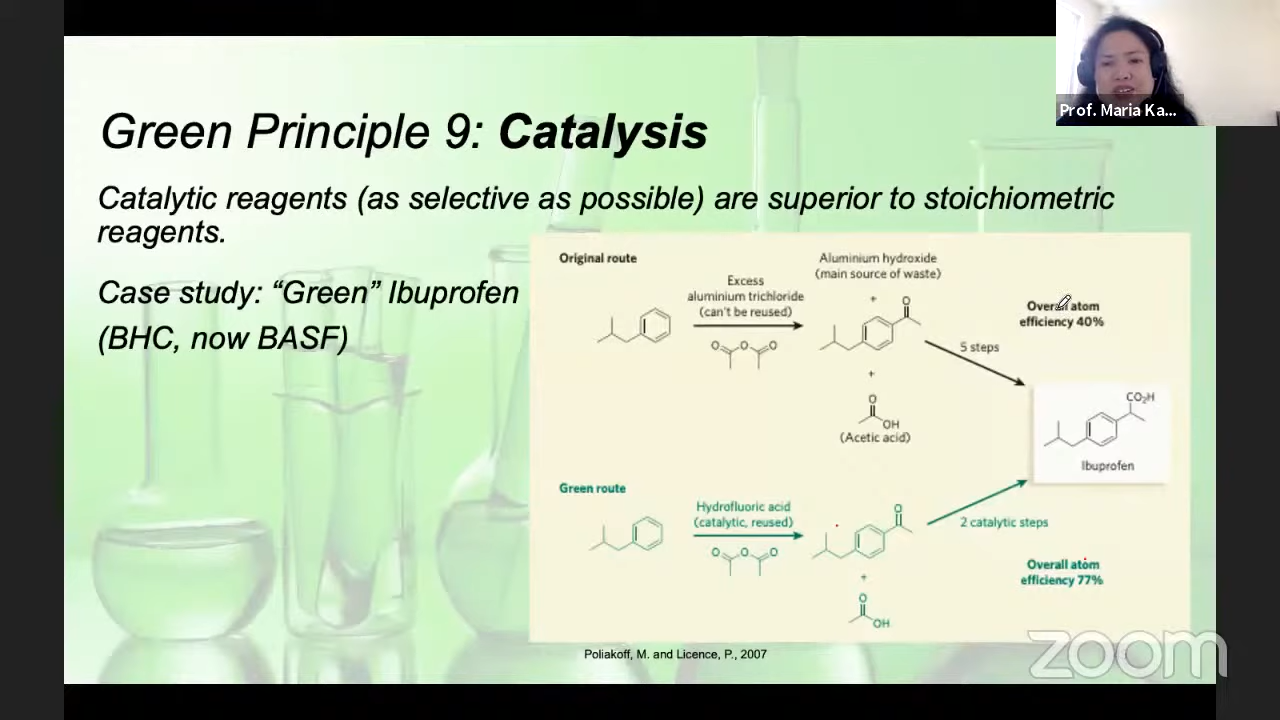 Prof. Maria Ka...
Green Principle 9: Catalysis
Catalytic reagents (as selective as possible) are superior to stoichiometric
reagents.
Case study: “Green” Ibuprofen
(BHC, now BASF)
Original route
Excess
aluminium trichloride
(can't be reused)
O O O
Aluminium hydroxide
(main source of waste)
+
O
+
O
OH
(Acetic acid)
5 steps
Overall atom
efficiency 40%
CO₂H
Ibuprofen
Green route
Hydrofluoric acid
(catalytic, reused)
O O O
O
+
O
OH
2 catalytic steps
Overall atom
efficiency 77%
Poliakoff, M. and Licence, P., 2007
zoom